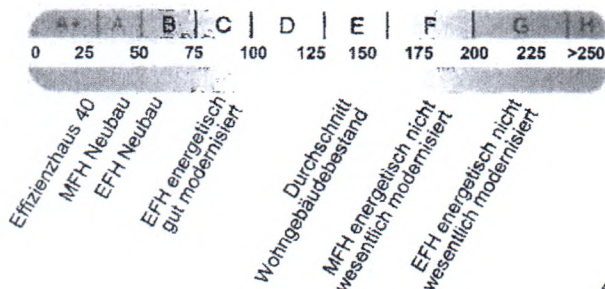 A+ A B C D E F G H
0 25 50 75 100 125 150 175 200 225 >250
Effizienzhaus 40
MFH Neubau
EFH Neubau
EFH energetisch
gut modernisiert
Durchschnitt
Wohngebäudebestand
MFH energetisch nicht
wesentlich modernisiert
EFH energetisch nicht
wesentlich modernisiert